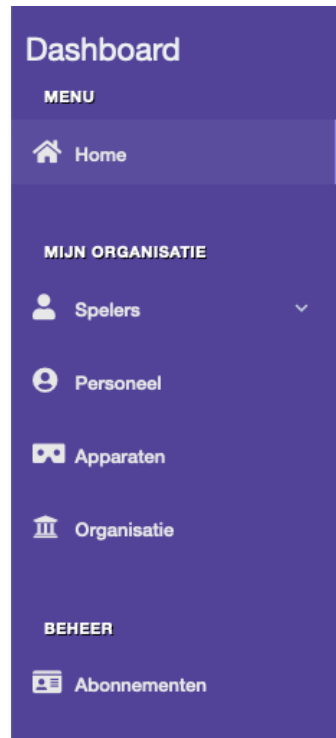 Dashboard
MENU
Home
MIJN ORGANISATIE
Spelers
Personeel
Apparaten
Organisatie
BEHEER
Abonnementen